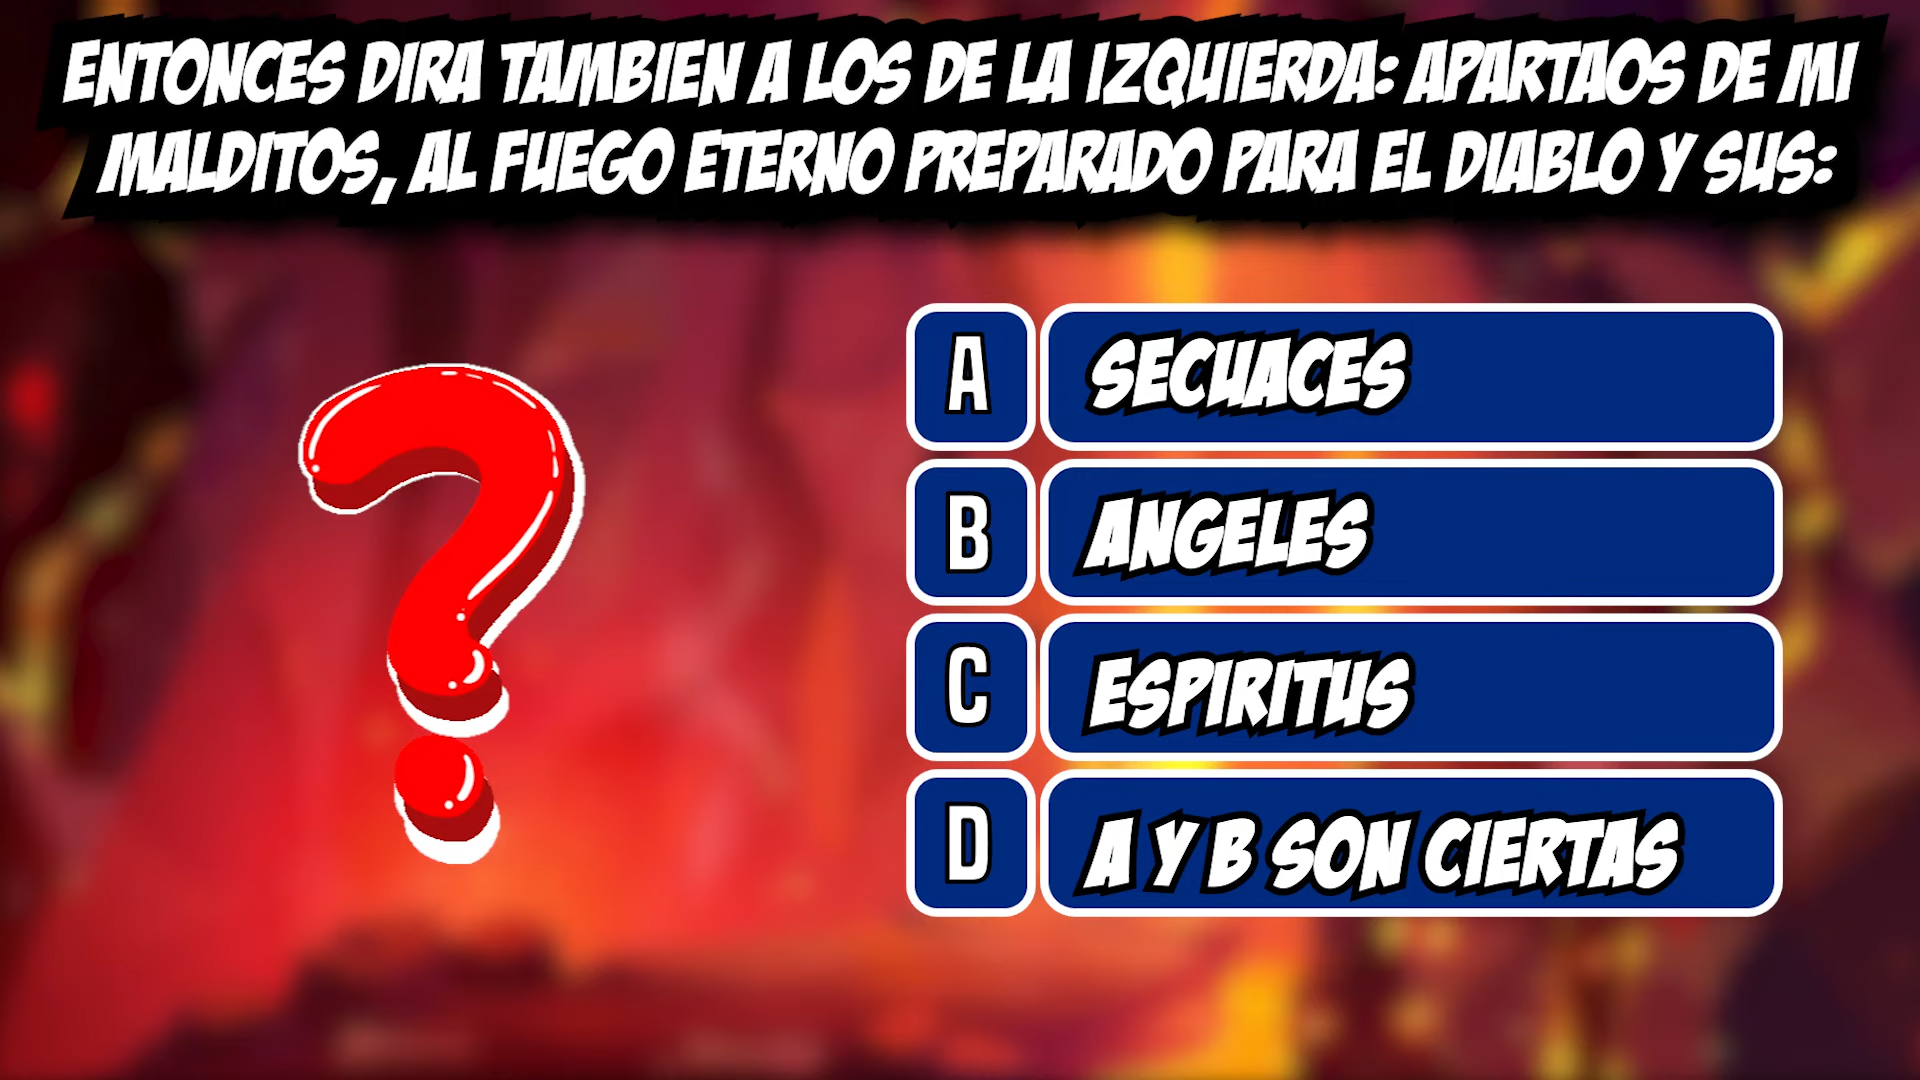 ENTONCES DIRA TAMBIEN A LOS DE LA IZQUIERDA: APARTAOS DE MI
MALDITOS, AL FUEGO ETERNO PREPARADO PARA EL DIABLO Y SUS:
A SECUACES
B ANGELES
C ESPIRITUS
D A Y B SON CIERTAS